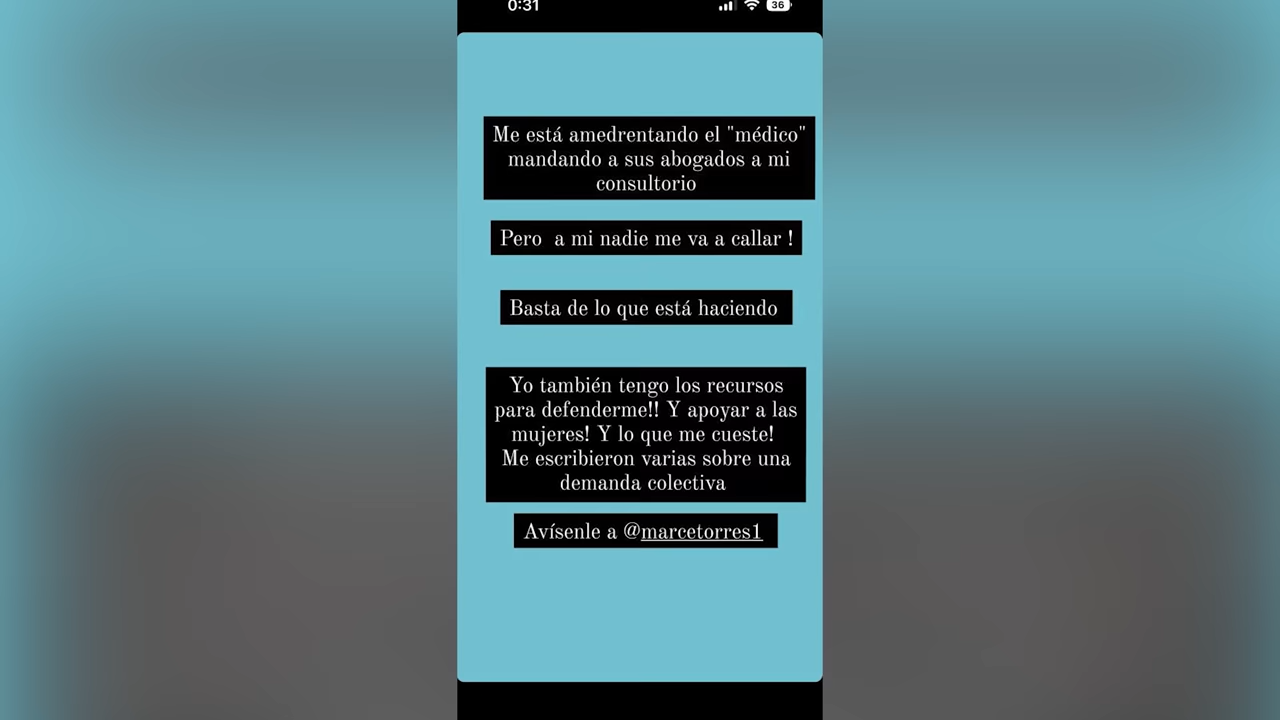 0:31
36
Me está amedrentando el "médico"
mandando a sus abogados a mi
consultorio
Pero  a mi nadie me va a callar !
Basta de lo que está haciendo
Yo también tengo los recursos
para defenderme!! Y apoyar a las
mujeres! Y lo que me cueste!
Me escribieron varias sobre una
demanda colectiva
Avísenle a @marcetorres1